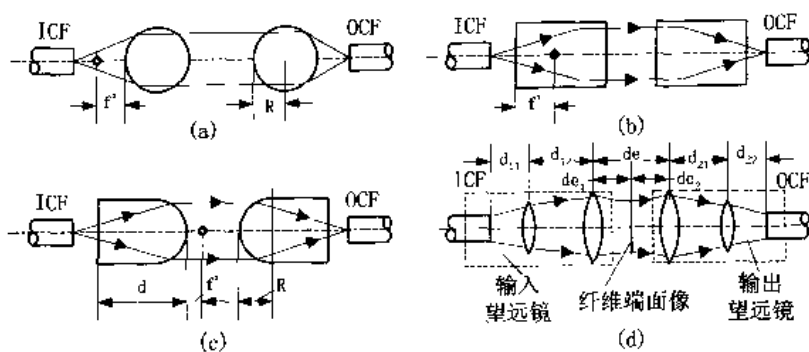 ICF
OCF
f'
R
(a)
ICF
OCF
f'
(b)
ICF
OCF
d
f'
R
(c)
d₁₁
d₁₂
de
d₂₁
d₂₂
ICF
de₁
de₂
OCF
输入
望远镜
纤维端面像
输出
望远镜
(d)